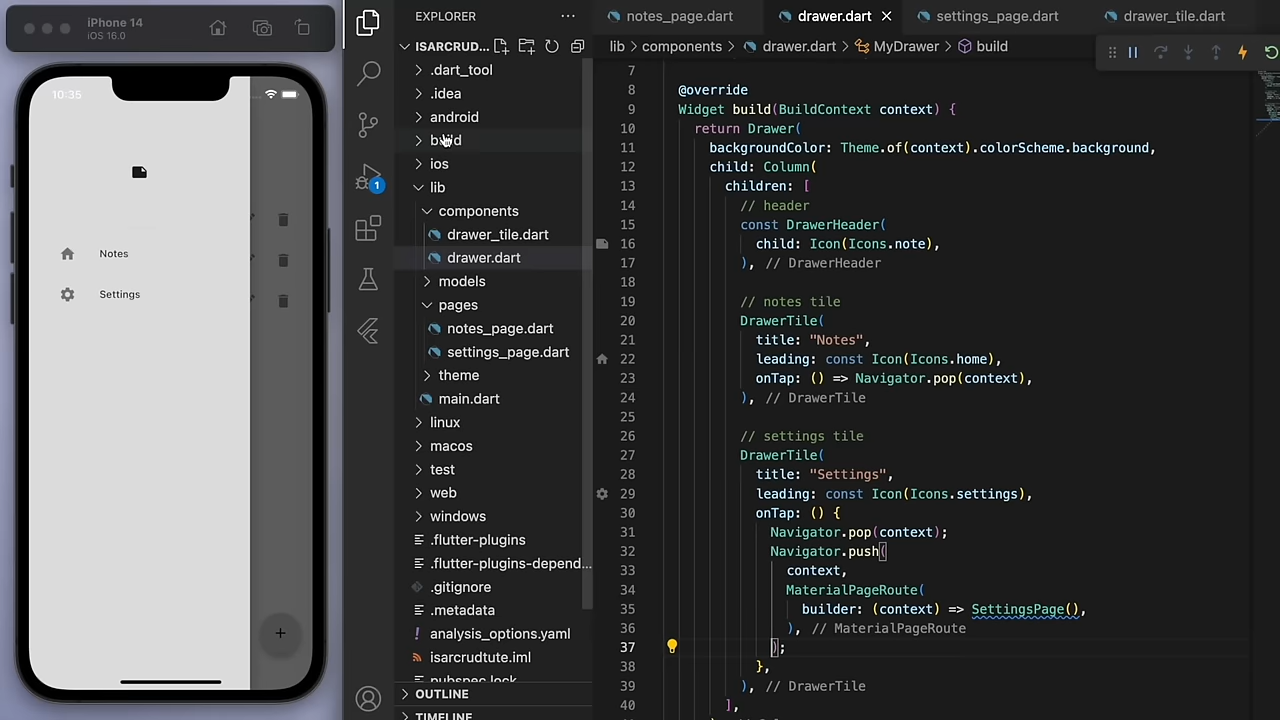 iPhone 14
iOS 16.0
10:35
Notes
Settings
1
EXPLORER
ISARCRUD...
.dart_tool
.idea
android
build
ios
lib
components
drawer_tile.dart
drawer.dart
models
pages
notes_page.dart
settings_page.dart
theme
main.dart
linux
macos
test
web
windows
.flutter-plugins
.flutter-plugins-depend...
.gitignore
.metadata
analysis_options.yaml
isarcrudtute.iml
pubspec.lock
OUTLINE
TIMELINE
notes_page.dart
drawer.dart
settings_page.dart
drawer_tile.dart
lib > components > drawer.dart > MyDrawer > build
7
8 @override
9 Widget build(BuildContext context) {
10 return Drawer(
11 backgroundColor: Theme.of(context).colorScheme.background,
12 child: Column(
13 children: [
14 // header
15 const DrawerHeader(
16 child: Icon(Icons.note),
17 ), // DrawerHeader
18
19 // notes tile
20 DrawerTile(
21 title: "Notes",
22 leading: const Icon(Icons.home),
23 onTap: () => Navigator.pop(context),
24 ), // DrawerTile
25
26 // settings tile
27 DrawerTile(
28 title: "Settings",
29 leading: const Icon(Icons.settings),
30 onTap: () {
31 Navigator.pop(context);
32 Navigator.push(
33 context,
34 MaterialPageRoute(
35 builder: (context) => SettingsPage(),
36 ), // MaterialPageRoute
37 );
38 },
39 ), // DrawerTile
40 ],